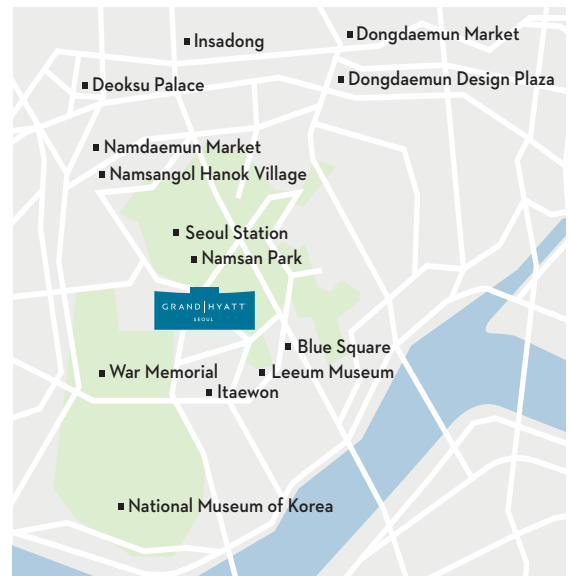 Dongdaemun Market
Insadong
Dongdaemun Design Plaza
Deoksu Palace
Namdaemun Market
Namsangol Hanok Village
Seoul Station
Namsan Park
GRAND|HYATT
SEOUL
Blue Square
War Memorial
Leeum Museum
Itaewon
National Museum of Korea